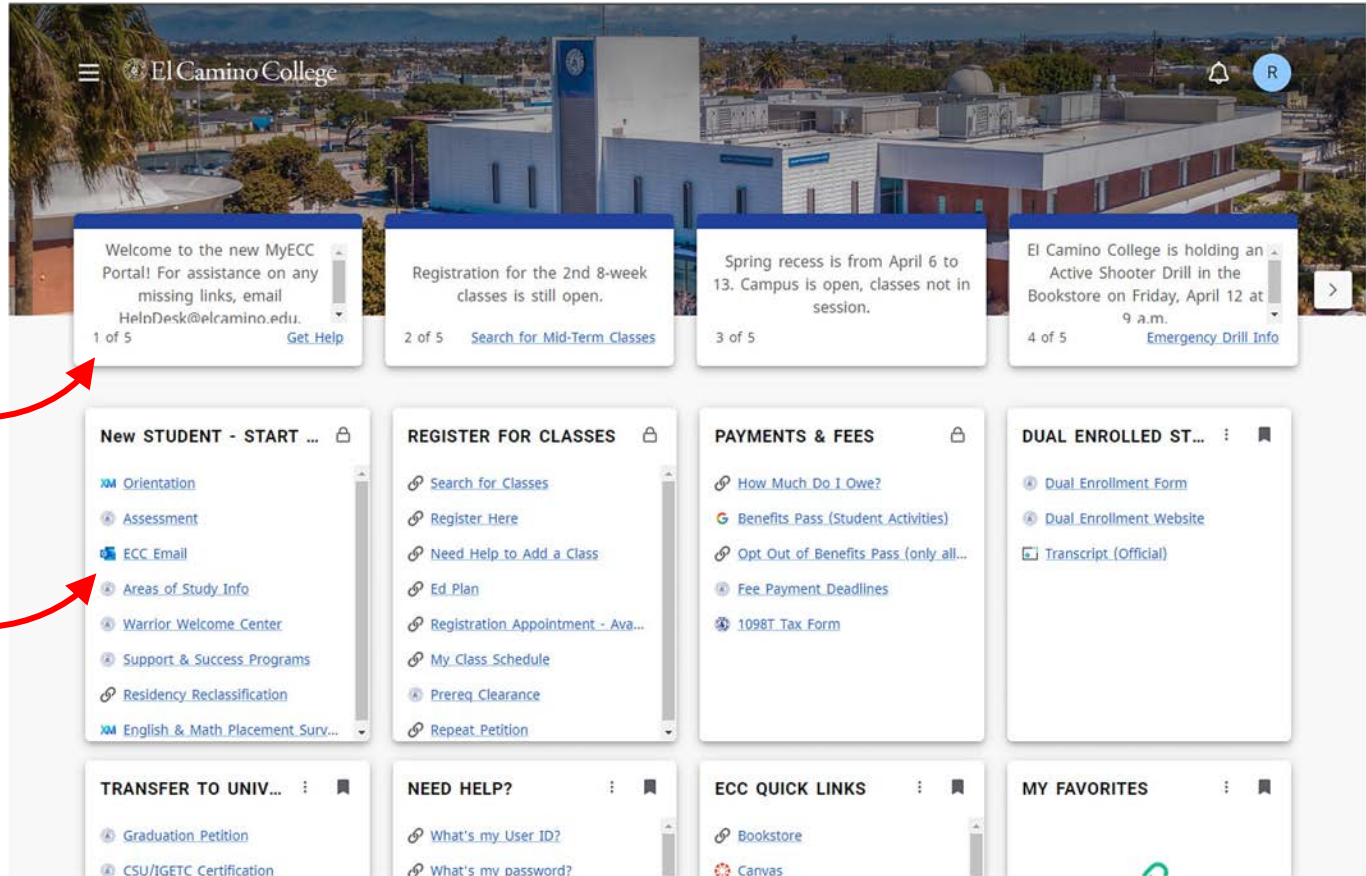 El Camino College
R
Welcome to the new MyECC
Portal! For assistance on any
missing links, email
HelpDesk@elcamino.edu.
1 of 5 Get Help
Registration for the 2nd 8-week
classes is still open.
2 of 5 Search for Mid-Term Classes
Spring recess is from April 6 to
13. Campus is open, classes not in
session.
3 of 5
El Camino College is holding an
Active Shooter Drill in the
Bookstore on Friday, April 12 at
9 a.m.
4 of 5 Emergency Drill Info
New STUDENT - START ...
XM Orientation
Assessment
ECC Email
Areas of Study Info
Warrior Welcome Center
Support & Success Programs
Residency Reclassification
XM English & Math Placement Surv...
REGISTER FOR CLASSES
Search for Classes
Register Here
Need Help to Add a Class
Ed Plan
Registration Appointment - Ava...
My Class Schedule
Prereq Clearance
Repeat Petition
PAYMENTS & FEES
How Much Do I Owe?
G Benefits Pass (Student Activities)
Opt Out of Benefits Pass (only all...
Fee Payment Deadlines
1098T Tax Form
DUAL ENROLLED ST...
Dual Enrollment Form
Dual Enrollment Website
Transcript (Official)
TRANSFER TO UNIV...
Graduation Petition
CSU/IGETC Certification
NEED HELP?
What's my User ID?
What's my password?
ECC QUICK LINKS
Bookstore
Canvas
MY FAVORITES